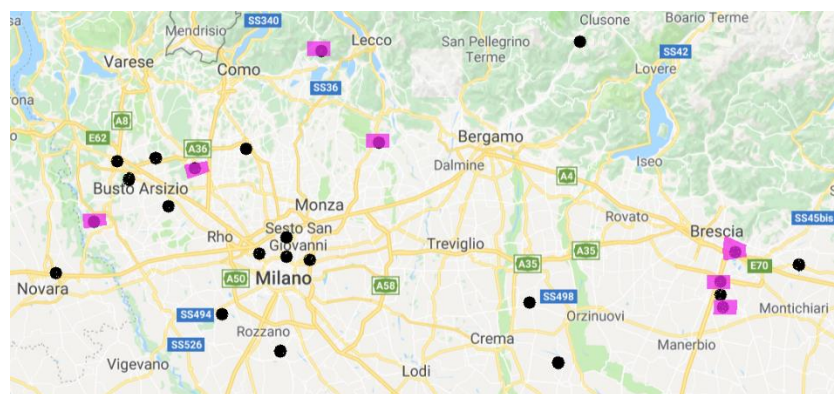 SS340
Clusone
Boario Terme
Mendrisio
Lecco
San Pellegrino
Terme
SS42
Varese
Como
Lovere
SS36
A8
E62
A36
Bergamo
Dalmine
Iseo
A4
Busto Arsizio
Monza
Rovato
SS45bis
Rho
Sesto San
Giovanni
Treviglio
Brescia
A35
A35
E70
Novara
A50
Milano
A58
SS494
SS498
Orzinuovi
Montichiari
Rozzano
Crema
SS526
Manerbio
Vigevano
Lodi